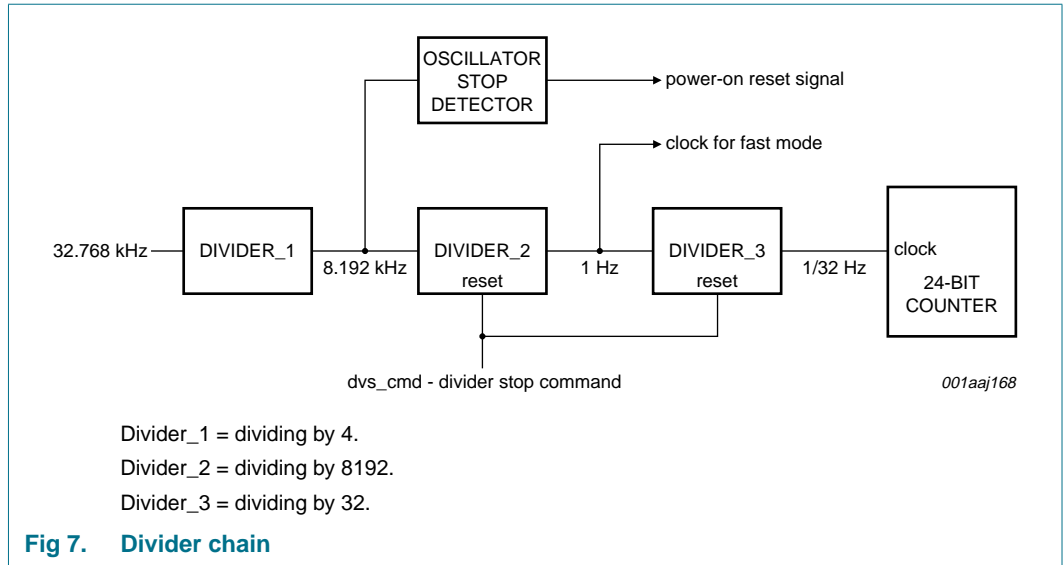 OSCILLATOR
STOP
DETECTOR
power-on reset signal
clock for fast mode
32.768 kHz
DIVIDER_1
8.192 kHz
DIVIDER_2
reset
1 Hz
DIVIDER_3
reset
1/32 Hz
clock
24-BIT
COUNTER
dvs_cmd - divider stop command
001aaj168
Divider_1 = dividing by 4.
Divider_2 = dividing by 8192.
Divider_3 = dividing by 32.
Fig 7. Divider chain